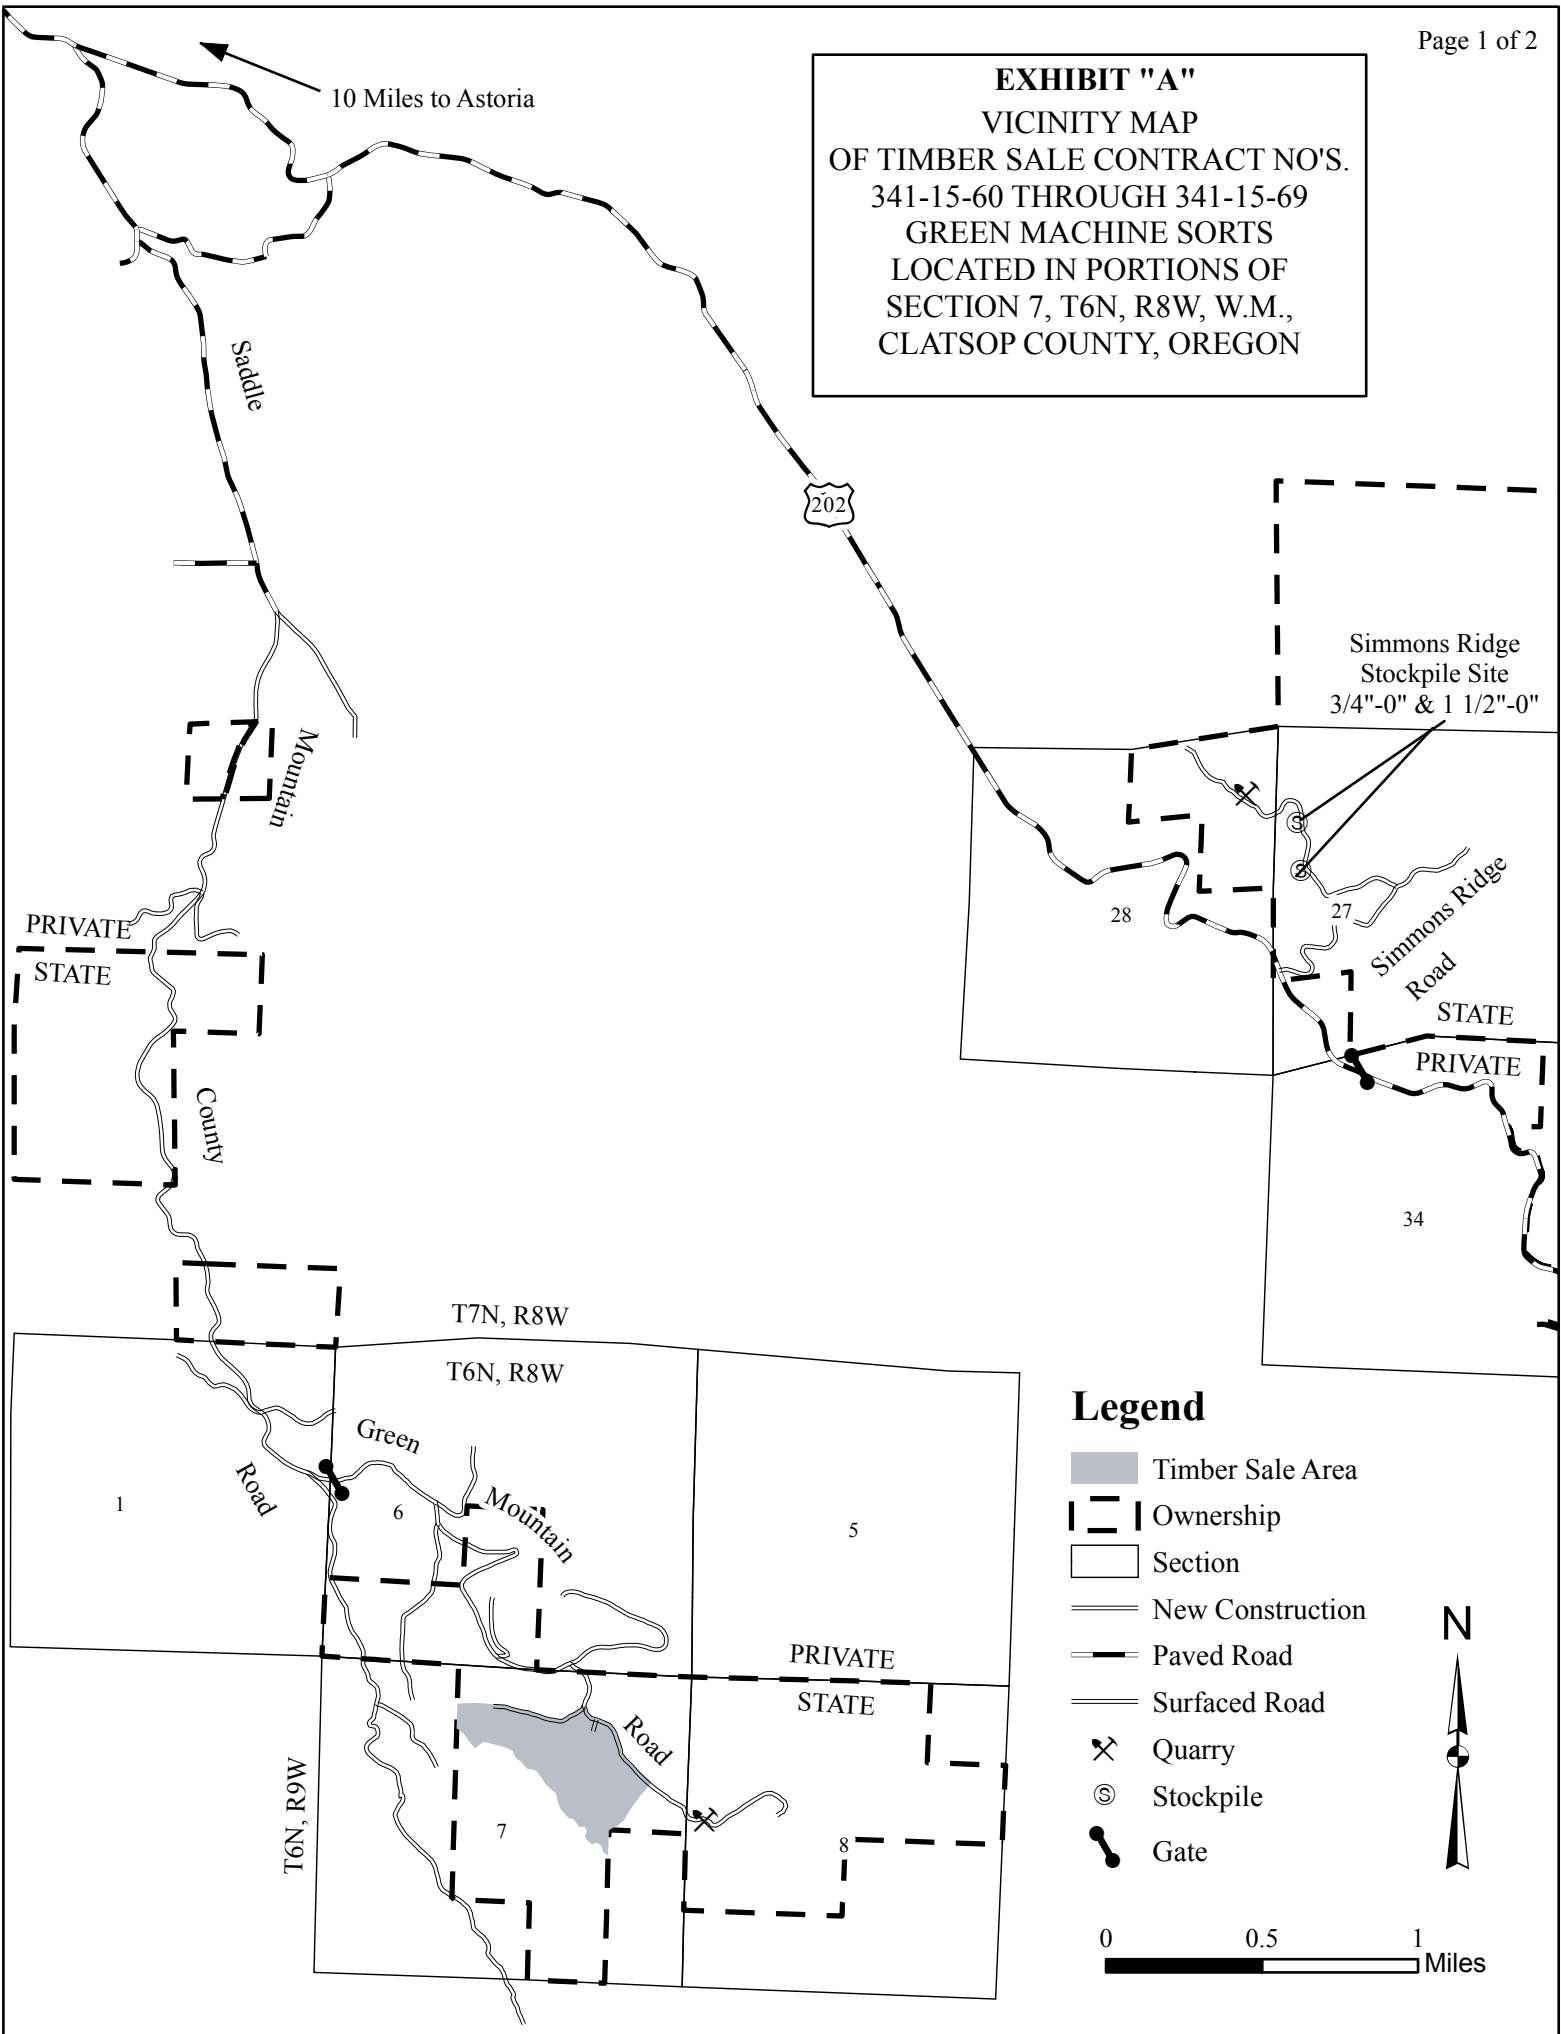 Page 1 of 2
10 Miles to Astoria
EXHIBIT "A"
VICINITY MAP
OF TIMBER SALE CONTRACT NO'S.
341-15-60 THROUGH 341-15-69
GREEN MACHINE SORTS
LOCATED IN PORTIONS OF
SECTION 7, T6N, R8W, W.M.,
CLATSOP COUNTY, OREGON
Saddle
202
Simmons Ridge
Stockpile Site
3/4"-0" & 1 1/2"-0"
Mountain
S
S
28
27
Simmons Ridge
Road
PRIVATE
STATE
STATE
PRIVATE
County
34
T7N, R8W
T6N, R8W
Green
Road
1
6
Mountain
5
PRIVATE
STATE
Road
T6N, R9W
7
8
Legend
Timber Sale Area
Ownership
Section
New Construction
Paved Road
Surfaced Road
Quarry
S Stockpile
Gate
N
0 0.5 1
Miles